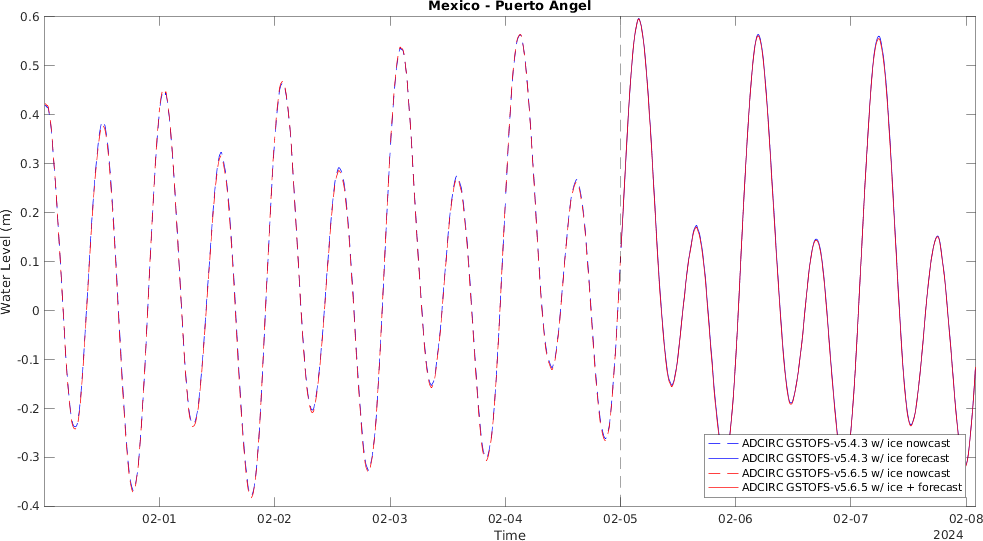 Mexico - Puerto Angel
Water Level (m)
0.6
0.5
0.4
0.3
0.2
0.1
0
-0.1
-0.2
-0.3
-0.4
ADCIRC GSTOFS-v5.4.3 w/ ice nowcast
ADCIRC GSTOFS-v5.4.3 w/ ice forecast
ADCIRC GSTOFS-v5.6.5 w/ ice nowcast
ADCIRC GSTOFS-v5.6.5 w/ ice + forecast
02-01 02-02 02-03 02-04 02-05 02-06 02-07 02-08
Time
2024